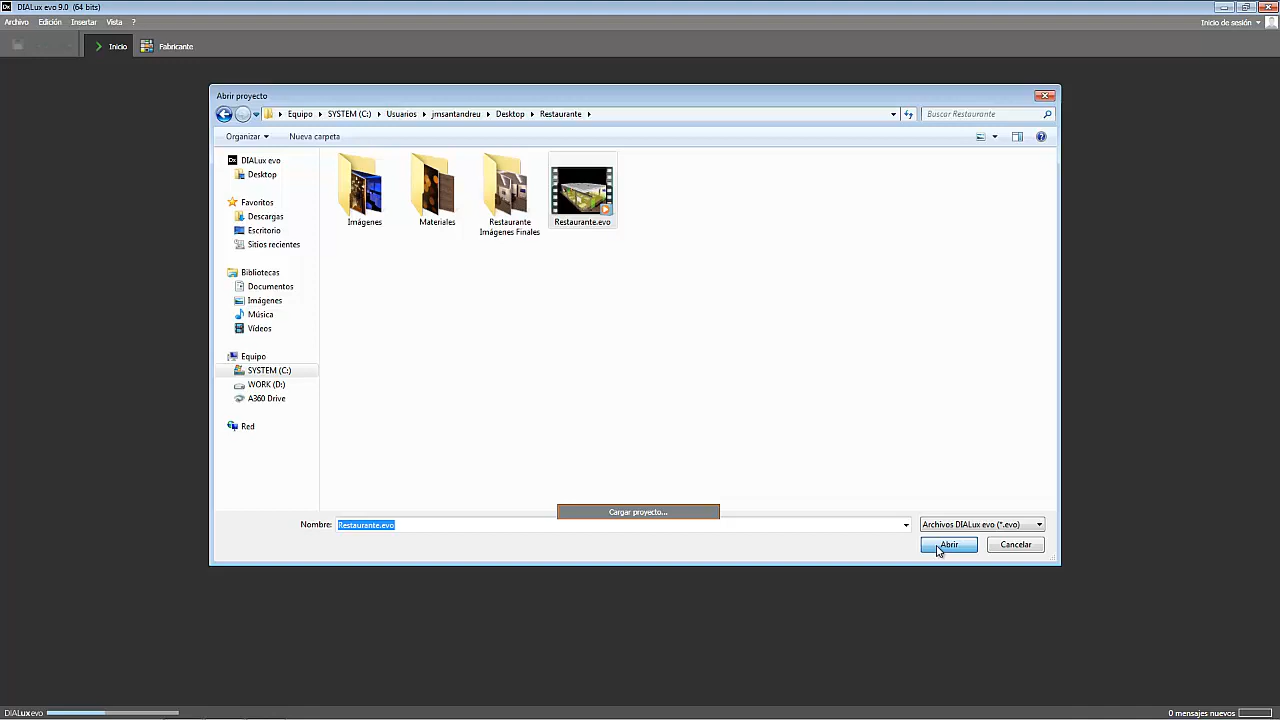 DIALux evo 9.0 (64 bits)
Archivo Edición Insertar Vista ?
Inicio de sesión
Inicio
Fabricante
Abrir proyecto
Equipo SYSTEM (C:) Usuarios jmsantandreu Desktop Restaurante
Buscar Restaurante
Organizar Nueva carpeta
DIALux evo
Desktop
Favoritos
Descargas
Escritorio
Sitios recientes
Bibliotecas
Documentos
Imágenes
Música
Vídeos
Equipo
SYSTEM (C:)
WORK (D:)
A360 Drive
Red
Imágenes
Materiales
Restaurante
Imágenes Finales
Restaurante.evo
Cargar proyecto...
Nombre: Restaurante.evo
Archivos DIALux evo (*.evo)
Abrir
Cancelar
DIALux evo
0 mensajes nuevos